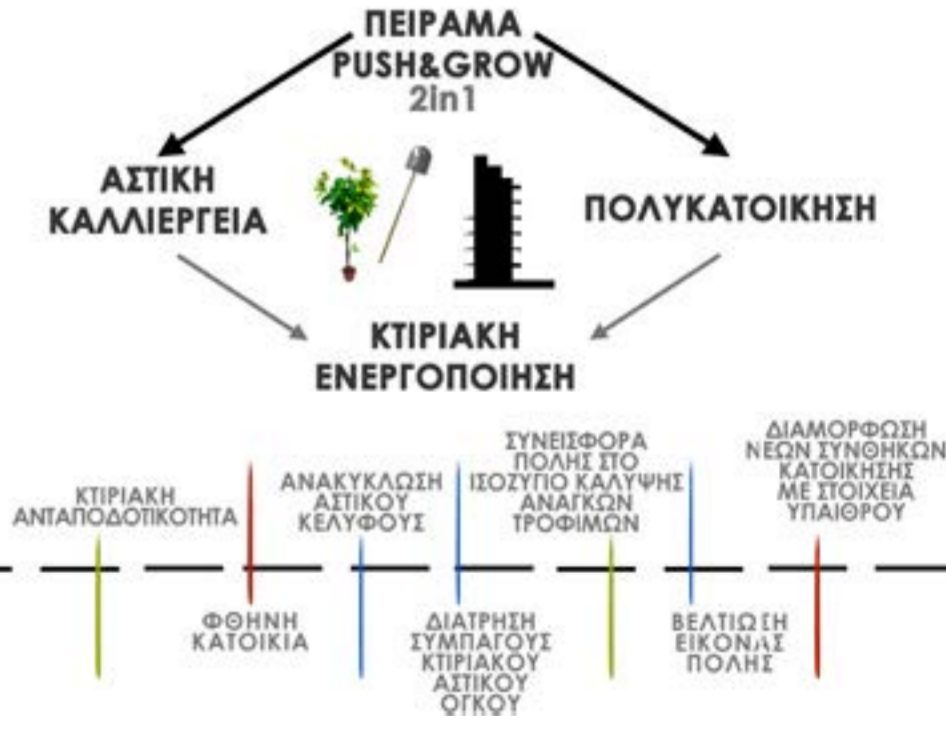 ΠΕΙΡΑΜΑ
PUSH&GROW
2in1
ΑΣΤΙΚΗ
ΚΑΛΛΙΕΡΓΕΙΑ
ΠΟΛΥΚΑΤΟΙΚΗΣΗ
ΚΤΙΡΙΑΚΗ
ΕΝΕΡΓΟΠΟΙΗΣΗ
ΚΤΙΡΙΑΚΗ
ΑΝΤΑΠΟΔΟΤΙΚΟΤΗΤΑ
ΦΘΗΝΗ
ΚΑΤΟΙΚΙΑ
ΑΝΑΚΥΚΛΩΣΗ
ΑΣΤΙΚΟΥ
ΚΕΛΥΦΟΥΣ
ΔΙΑΤΡΗΣΗ
ΣΥΜΠΑΓΟΥΣ
ΚΤΙΡΙΑΚΟΥ
ΑΣΤΙΚΟΥ
ΟΓΚΟΥ
ΣΥΝΕΙΣΦΟΡΑ
ΠΟΛΗΣ ΣΤΟ
ΙΣΟΖΥΓΙΟ ΚΑΛΥΨΗΣ
ΑΝΑΓΚΩΝ
ΤΡΟΦΙΜΩΝ
ΒΕΛΤΙΩΣΗ
ΕΙΚΟΝΑΣ
ΠΟΛΗΣ
ΔΙΑΜΟΡΦΩΣΗ
ΝΕΩΝ ΣΥΝΘΗΚΩΝ
ΚΑΤΟΙΚΗΣΗΣ
ΜΕ ΣΤΟΙΧΕΙΑ
ΥΠΑΙΘΡΟΥ